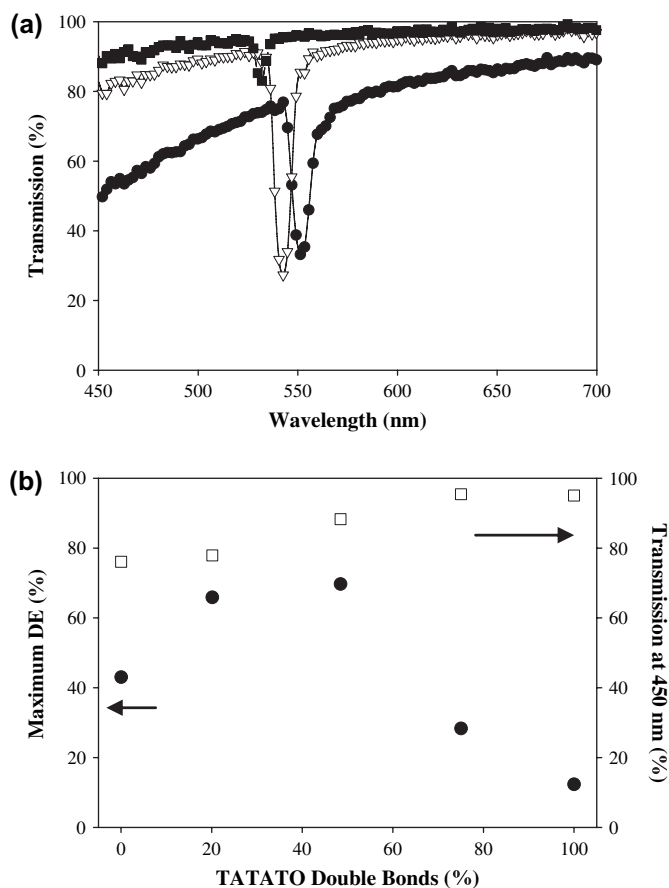 (a)
Transmission (%)
100
80
60
40
20
0
450 500 550 600 650 700
Wavelength (nm)
(b)
Maximum DE (%)
100
80
60
40
20
0
100
80
60
40
20
0
Transmission at 450 nm (%)
0 20 40 60 80 100
TATATO Double Bonds (%)